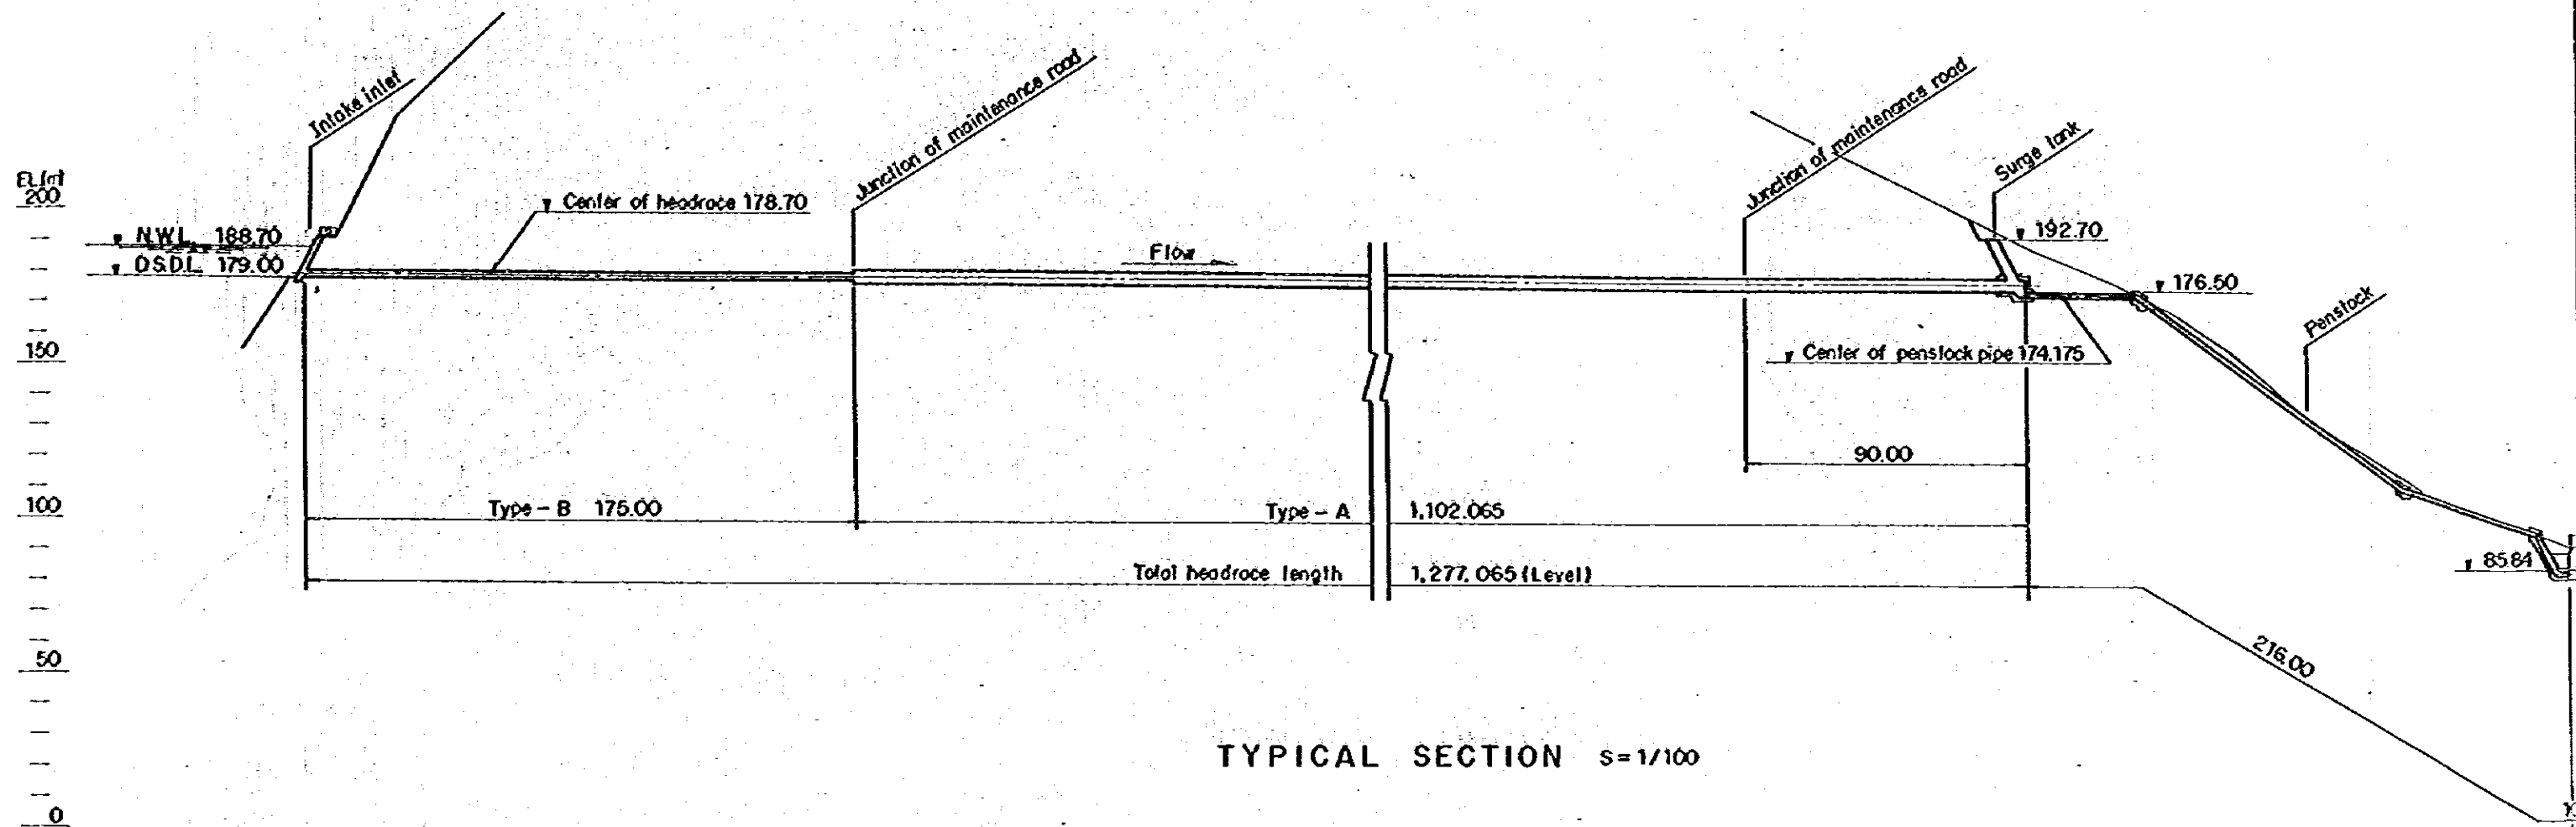 Intake inlet
Junction of maintenance road
Junction of maintenance road
Surge tank
EL.(m)
200
Center of headrace 178.70
N.W.L. 188.70
192.70
Flow
D.S.D.L. 179.00
176.50
Penstock
150
Center of penstock pipe 174.175
90.00
100
Type - B 175.00
Type - A 1,102.065
85.84
Total headrace length 1,277.065 (Level)
50
216.00
TYPICAL SECTION S=1/100
0